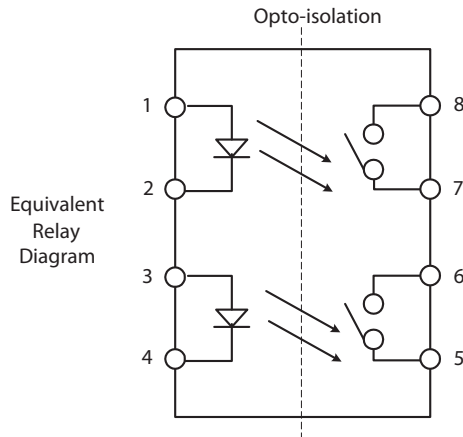 Opto-isolation
1
8
2
7
Equivalent
Relay
Diagram
3
6
4
5